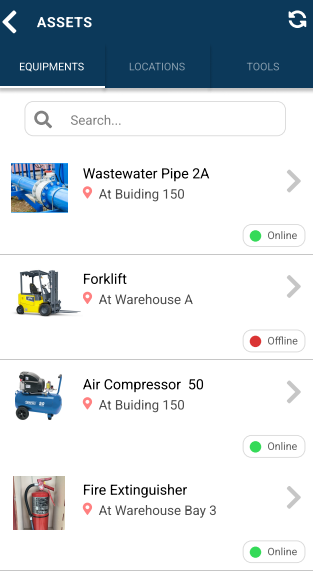 ASSETS
EQUIPMENTS LOCATIONS TOOLS
Search...
Wastewater Pipe 2A
At Buiding 150
Online
Forklift
At Warehouse A
Offline
Air Compressor  50
At Buiding 150
Online
Fire Extinguisher
At Warehouse Bay 3
Online